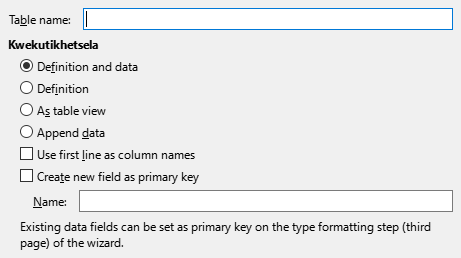 Table name:
Kwekutikhetsela
Definition and data
Definition
As table view
Append data
Use first line as column names
Create new field as primary key
Name:
Existing data fields can be set as primary key on the type formatting step (third
page) of the wizard.